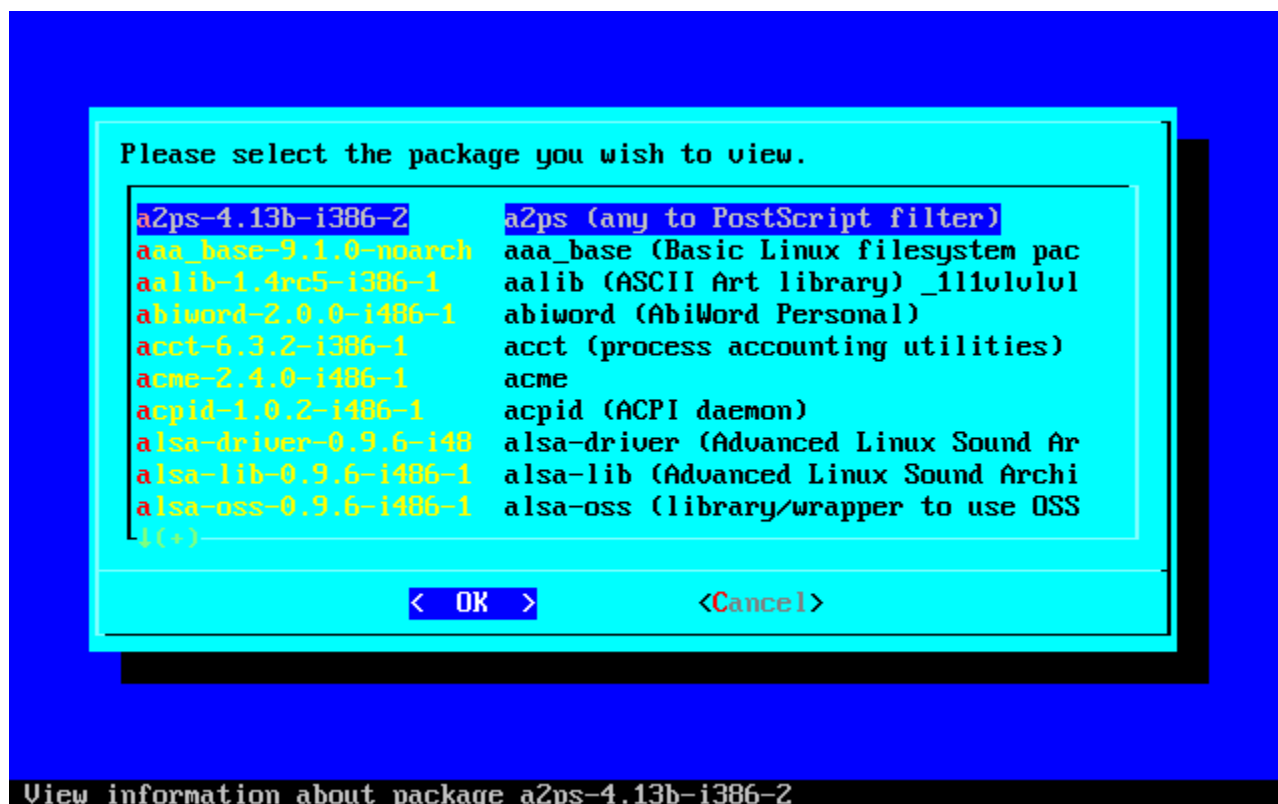 Please select the package you wish to view.
a2ps-4.13b-i386-2 a2ps (any to PostScript filter)
aaa_base-9.1.0-noarch aaa_base (Basic Linux filesystem pac
aalib-1.4rc5-i386-1 aalib (ASCII Art library) _1l1vlvlvl
abiword-2.0.0-i486-1 abiword (AbiWord Personal)
acct-6.3.2-i386-1 acct (process accounting utilities)
acme-2.4.0-i486-1 acme
acpid-1.0.2-i486-1 acpid (ACPI daemon)
alsa-driver-0.9.6-i48 alsa-driver (Advanced Linux Sound Ar
alsa-lib-0.9.6-i486-1 alsa-lib (Advanced Linux Sound Archi
alsa-oss-0.9.6-i486-1 alsa-oss (library/wrapper to use OSS
↓(+)
< OK > <Cancel>
View information about package a2ps-4.13b-i386-2